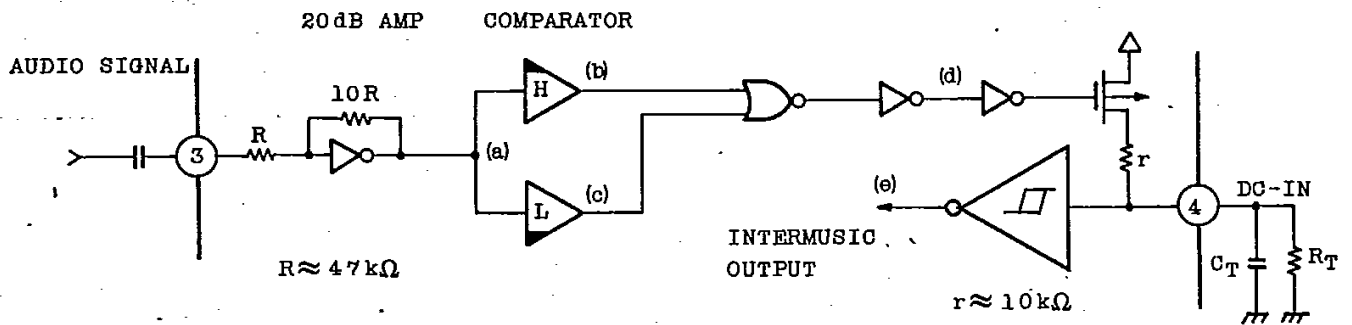 20dB AMP COMPARATOR
AUDIO SIGNAL
10R
R
3
(a)
H
(b)
L
(c)
(d)
r
(e)
4
DC-IN
INTERMUSIC
OUTPUT
CT
RT
R≈47kΩ
r≈10kΩ